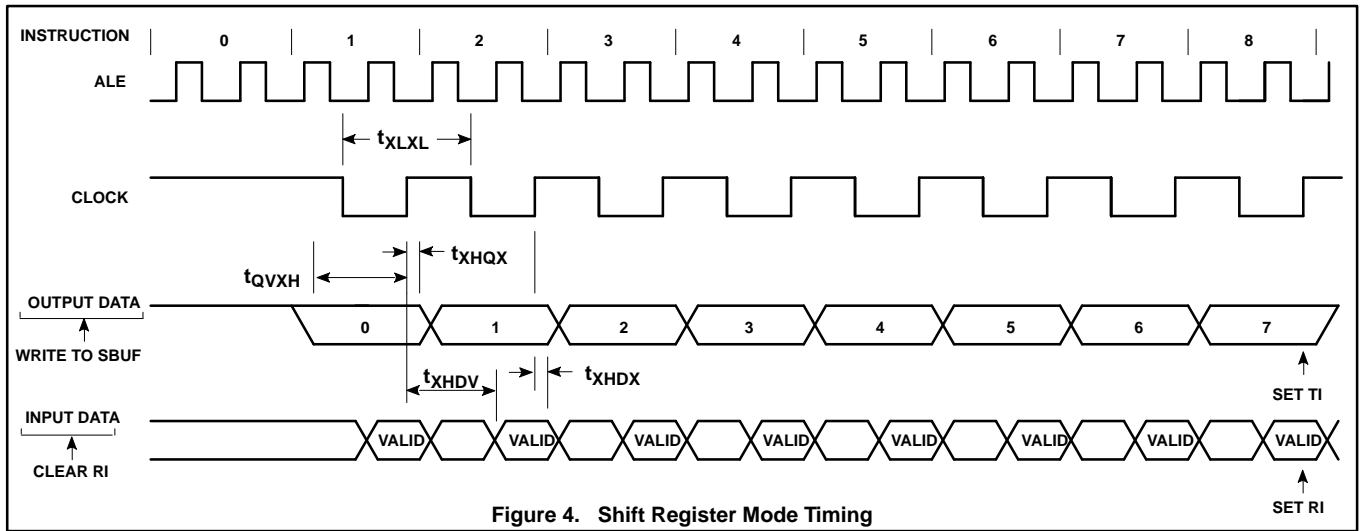 INSTRUCTION 0 1 2 3 4 5 6 7 8
ALE
tXLXL
CLOCK
tXHQX
tQVXH
OUTPUT DATA
0 1 2 3 4 5 6 7
WRITE TO SBUF
tXHDV tXHDX
SET TI
INPUT DATA
VALID VALID VALID VALID VALID VALID VALID VALID
CLEAR RI
SET RI
Figure 4. Shift Register Mode Timing